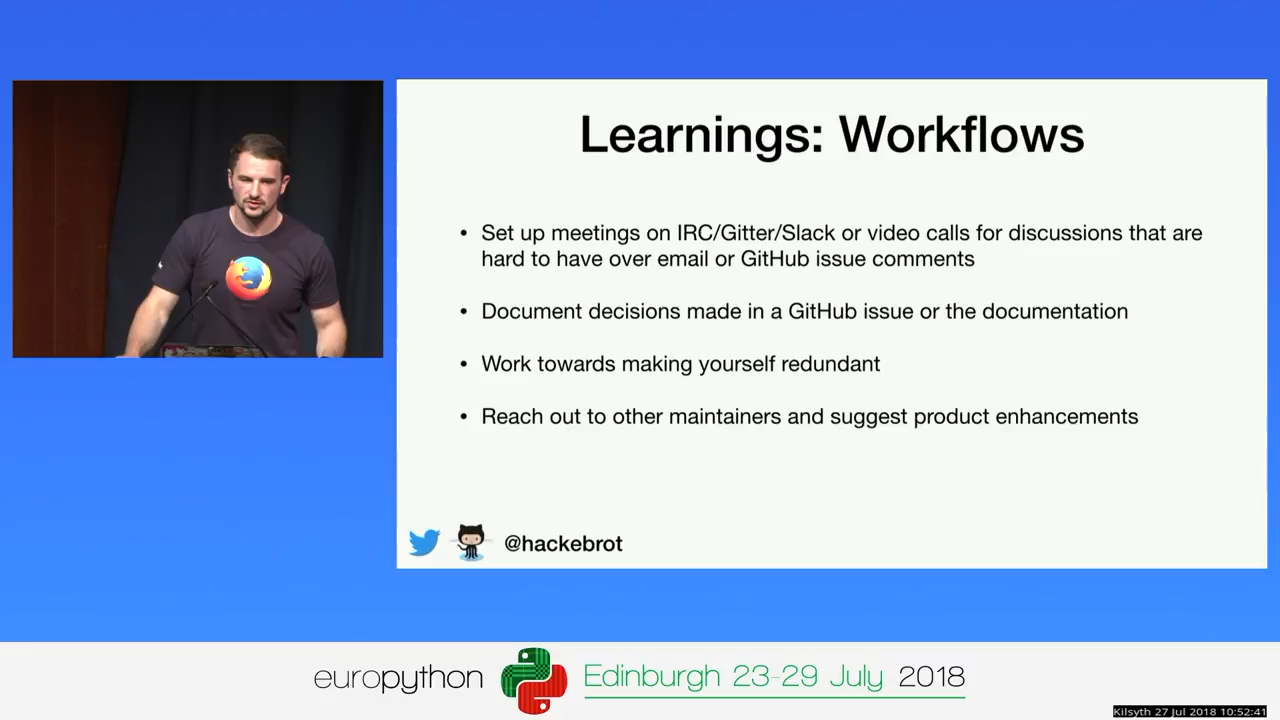 Learnings: Workflows
• Set up meetings on IRC/Gitter/Slack or video calls for discussions that are
hard to have over email or GitHub issue comments
• Document decisions made in a GitHub issue or the documentation
• Work towards making yourself redundant
• Reach out to other maintainers and suggest product enhancements
@hackebrot
europython Edinburgh 23-29 July 2018
Kilsyth 27 Jul 2018 10:52:41